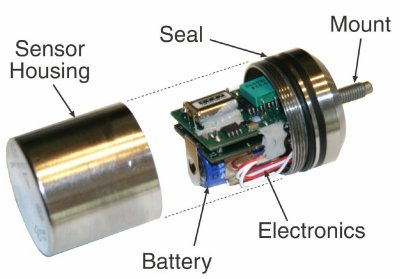 Seal
Mount
Sensor
Housing
Electronics
Battery